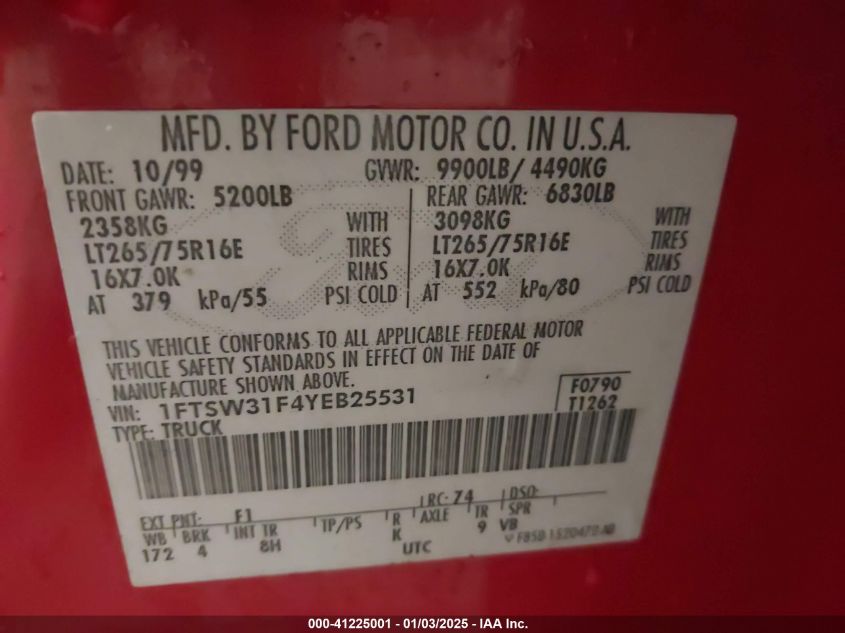 MFD. BY FORD MOTOR CO. IN U.S.A.
DATE: 10/99 GVWR: 9900LB/ 4490KG
FRONT GAWR: 5200LB REAR GAWR: 6830LB
2358KG WITH 3098KG WITH
LT265/75R16E TIRES LT265/75R16E TIRES
16X7.0K RIMS 16X7.0K RIMS
AT 379 kPa/55 PSI COLD AT 552 kPa/80 PSI COLD
THIS VEHICLE CONFORMS TO ALL APPLICABLE FEDERAL MOTOR
VEHICLE SAFETY STANDARDS IN EFFECT ON THE DATE OF
MANUFACTURE SHOWN ABOVE.
VIN: 1FTSW31F4YEB25531 F0790
TYPE: TRUCK T1262
EXT PNT: F1 RC: 74 DSO:
WB BRK INT TR TP/PS R AXLE TR SPR
172 4 8H K 9 VB
UTC
000-41225001 - 01/03/2025 - IAA Inc.